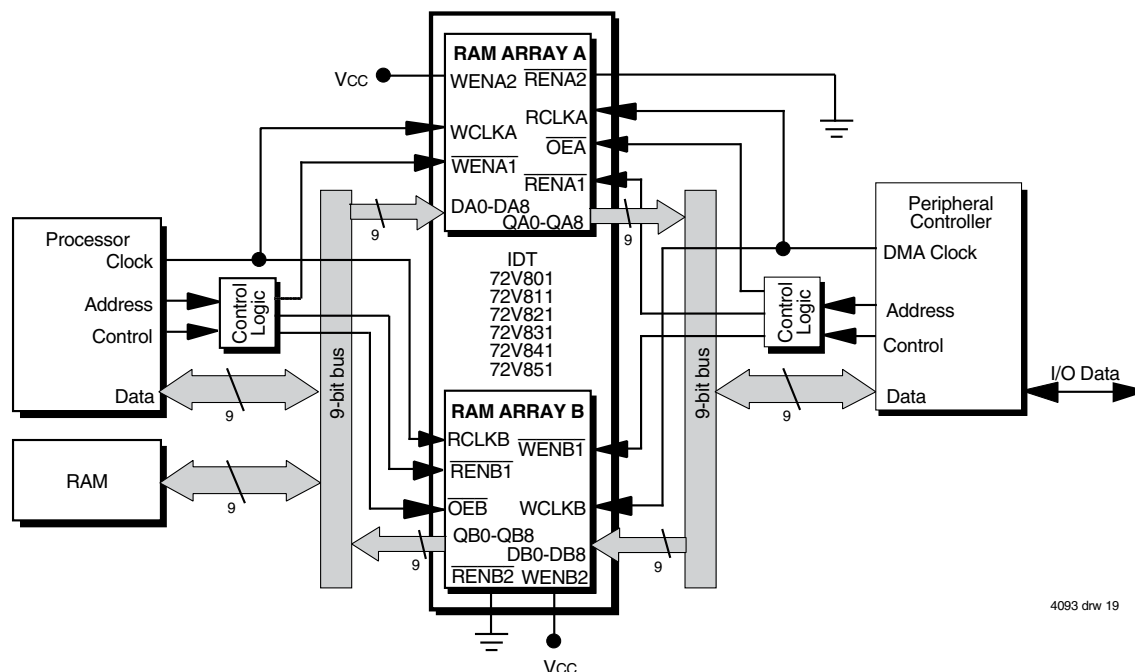 RAM ARRAY A
VCC
WENA2
RENA2
RCLKA
WCLKA
OEA
WENA1
RENA1
DA0-DA8
QA0-QA8
9
9
Processor
Clock
Address
Control
Data
9
Control
Logic
9-bit bus
IDT
72V801
72V811
72V821
72V831
72V841
72V851
9-bit bus
Control
Logic
Peripheral
Controller
DMA Clock
Address
Control
Data
9
I/O Data
RAM
9
RAM ARRAY B
RCLKB
WENB1
RENB1
OEB
WCLKB
QB0-QB8
DB0-DB8
9
9
RENB2
WENB2
VCC
4093 drw 19